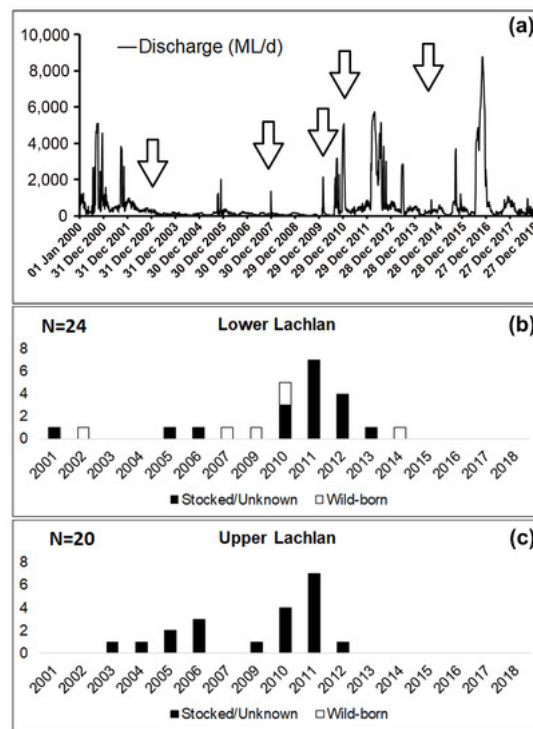 (a)
10,000
8,000
6,000
4,000
2,000
0
Discharge (ML/d)
01 Jan 2000
31 Dec 2000
31 Dec 2001
31 Dec 2002
31 Dec 2003
30 Dec 2004
30 Dec 2005
30 Dec 2006
30 Dec 2007
29 Dec 2008
29 Dec 2009
29 Dec 2010
29 Dec 2011
28 Dec 2012
28 Dec 2013
28 Dec 2014
28 Dec 2015
27 Dec 2016
27 Dec 2017
27 Dec 2018
N=24 Lower Lachlan (b)
8
6
4
2
0
2001 2002 2003 2004 2005 2006 2007 2009 2010 2011 2012 2013 2014 2015 2016 2017 2018
Stocked/Unknown Wild-born
N=20 Upper Lachlan (c)
8
6
4
2
0
2001 2002 2003 2004 2005 2006 2007 2009 2010 2011 2012 2013 2014 2015 2016 2017 2018
Stocked/Unknown Wild-born